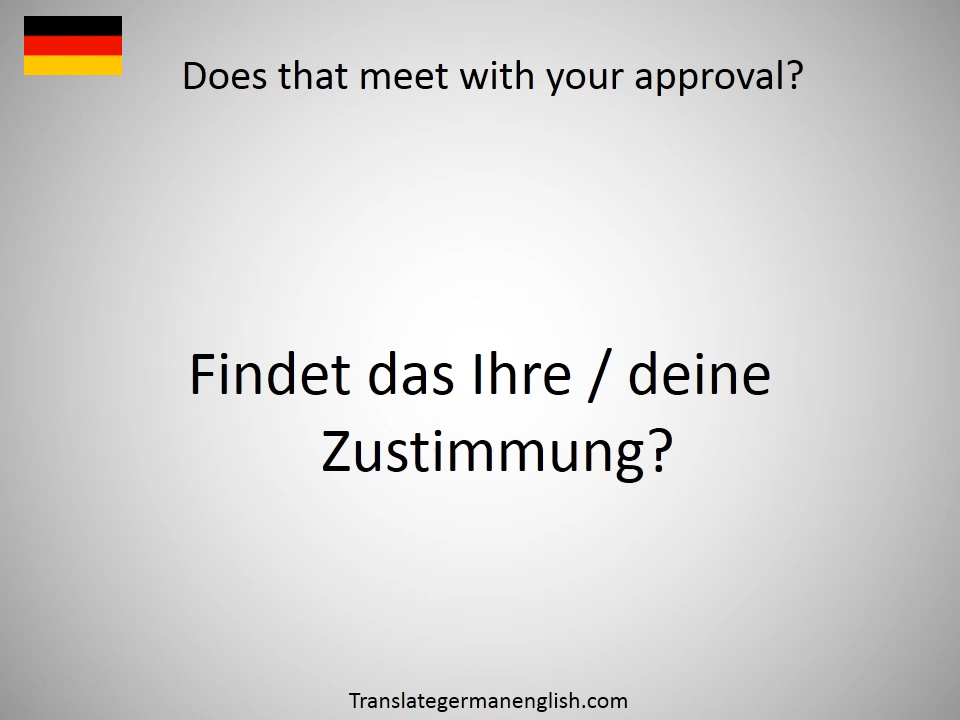 Does that meet with your approval?
Findet das Ihre / deine
Zustimmung?
Translategermanenglish.com